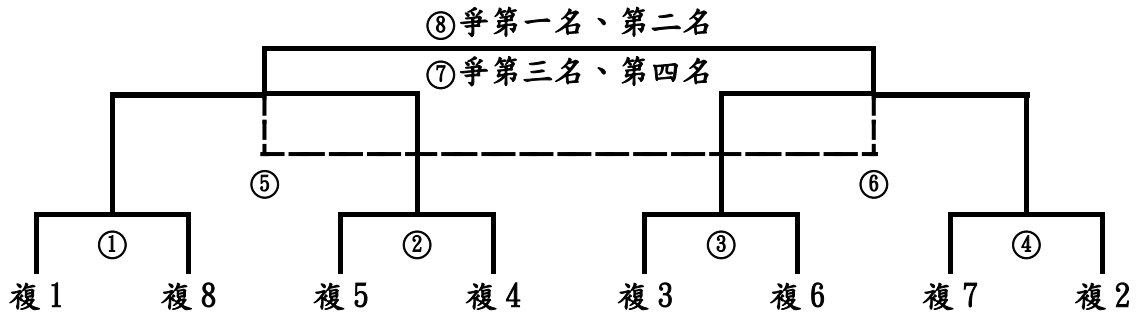 ⑧爭第一名、第二名
⑦爭第三名、第四名
⑤ ⑥
① ② ③ ④
複1 複8 複5 複4 複3 複6 複7 複2